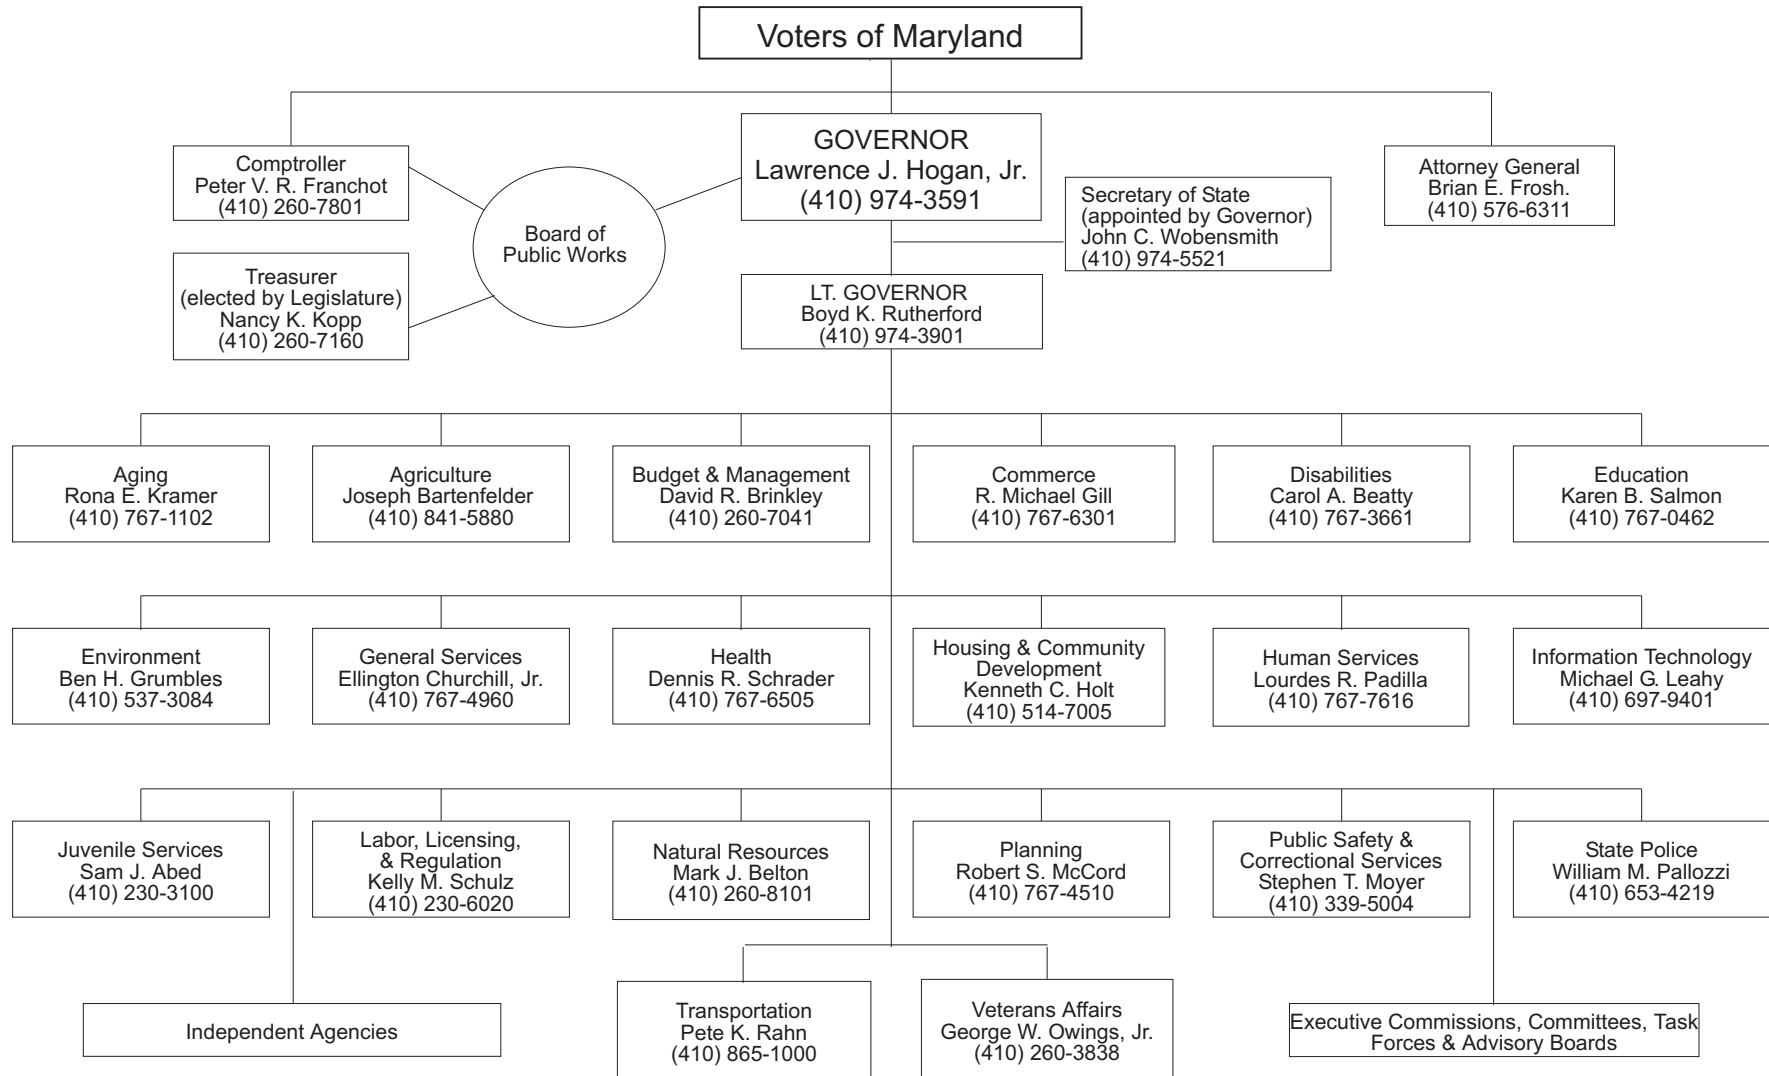 Voters of Maryland
Comptroller
Peter V. R. Franchot
(410) 260-7801
GOVERNOR
Lawrence J. Hogan, Jr.
(410) 974-3591
Attorney General
Brian E. Frosh.
(410) 576-6311
Board of
Public Works
Secretary of State
(appointed by Governor)
John C. Wobensmith
(410) 974-5521
Treasurer
(elected by Legislature)
Nancy K. Kopp
(410) 260-7160
LT. GOVERNOR
Boyd K. Rutherford
(410) 974-3901
Aging
Rona E. Kramer
(410) 767-1102
Agriculture
Joseph Bartenfelder
(410) 841-5880
Budget & Management
David R. Brinkley
(410) 260-7041
Commerce
R. Michael Gill
(410) 767-6301
Disabilities
Carol A. Beatty
(410) 767-3661
Education
Karen B. Salmon
(410) 767-0462
Environment
Ben H. Grumbles
(410) 537-3084
General Services
Ellington Churchill, Jr.
(410) 767-4960
Health
Dennis R. Schrader
(410) 767-6505
Housing & Community
Development
Kenneth C. Holt
(410) 514-7005
Human Services
Lourdes R. Padilla
(410) 767-7616
Information Technology
Michael G. Leahy
(410) 697-9401
Juvenile Services
Sam J. Abed
(410) 230-3100
Labor, Licensing,
& Regulation
Kelly M. Schulz
(410) 230-6020
Natural Resources
Mark J. Belton
(410) 260-8101
Planning
Robert S. McCord
(410) 767-4510
Public Safety &
Correctional Services
Stephen T. Moyer
(410) 339-5004
State Police
William M. Pallozzi
(410) 653-4219
Independent Agencies
Transportation
Pete K. Rahn
(410) 865-1000
Veterans Affairs
George W. Owings, Jr.
(410) 260-3838
Executive Commissions, Committees, Task
Forces & Advisory Boards